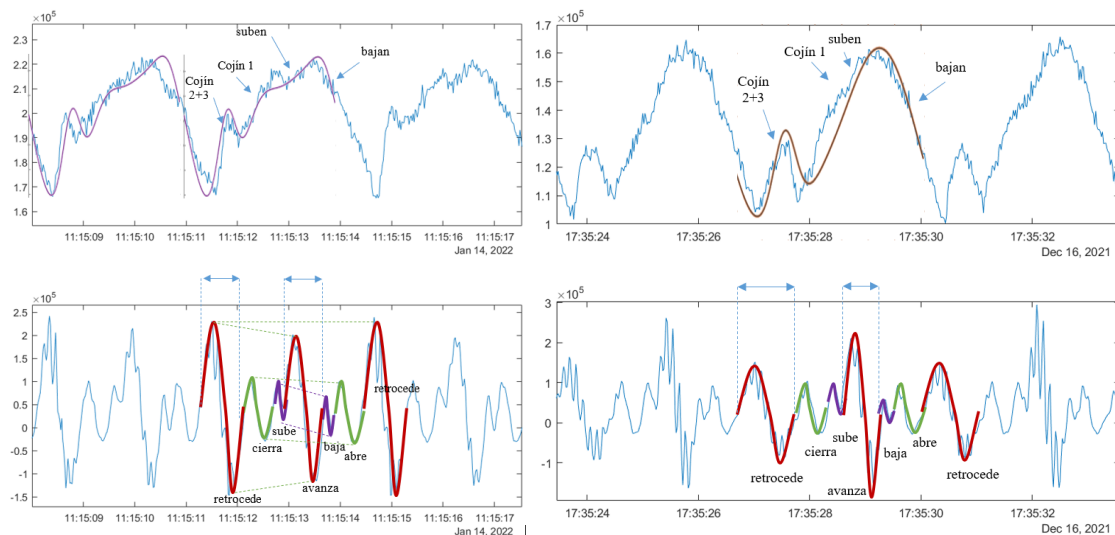 ×10⁵
2.3
2.2
2.1
2
1.9
1.8
1.7
1.6
suben
bajan
Cojín 1
Cojín
2+3
11:15:09
11:15:10
11:15:11
11:15:12
11:15:13
11:15:14
11:15:15
11:15:16
11:15:17
Jan 14, 2022
×10⁵
1.7
1.6
1.5
1.4
1.3
1.2
1.1
1
suben
Cojín 1
bajan
Cojín
2+3
17:35:24
17:35:26
17:35:28
17:35:30
17:35:32
Dec 16, 2021
×10⁵
2.5
2
1.5
1
0.5
0
-0.5
-1
-1.5
retrocede
cierra
sube
avanza
baja
abre
retrocede
11:15:09
11:15:10
11:15:11
11:15:12
11:15:13
11:15:14
11:15:15
11:15:16
11:15:17
Jan 14, 2022
×10⁵
3
2
1
0
-1
retrocede
cierra
sube
avanza
baja
abre
retrocede
17:35:24
17:35:26
17:35:28
17:35:30
17:35:32
Dec 16, 2021